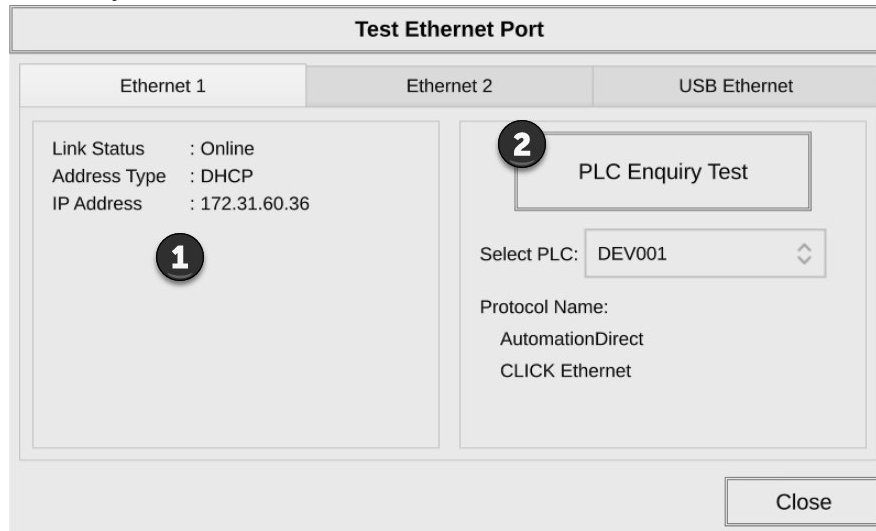 Test Ethernet Port
Ethernet 1
Ethernet 2
USB Ethernet
Link Status : Online
Address Type : DHCP
IP Address : 172.31.60.36
1
2
PLC Enquiry Test
Select PLC: DEV001
Protocol Name:
AutomationDirect
CLICK Ethernet
Close